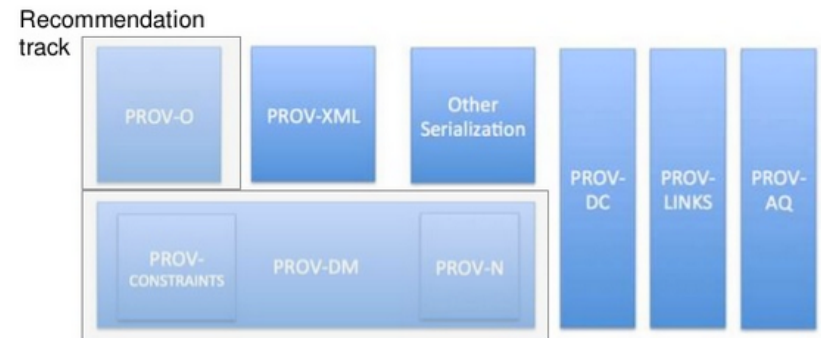 Recommendation
track
PROV-O
PROV-XML
Other
Serialization
PROV-
DC
PROV-
LINKS
PROV-
AQ
PROV-
CONSTRAINTS
PROV-DM
PROV-N